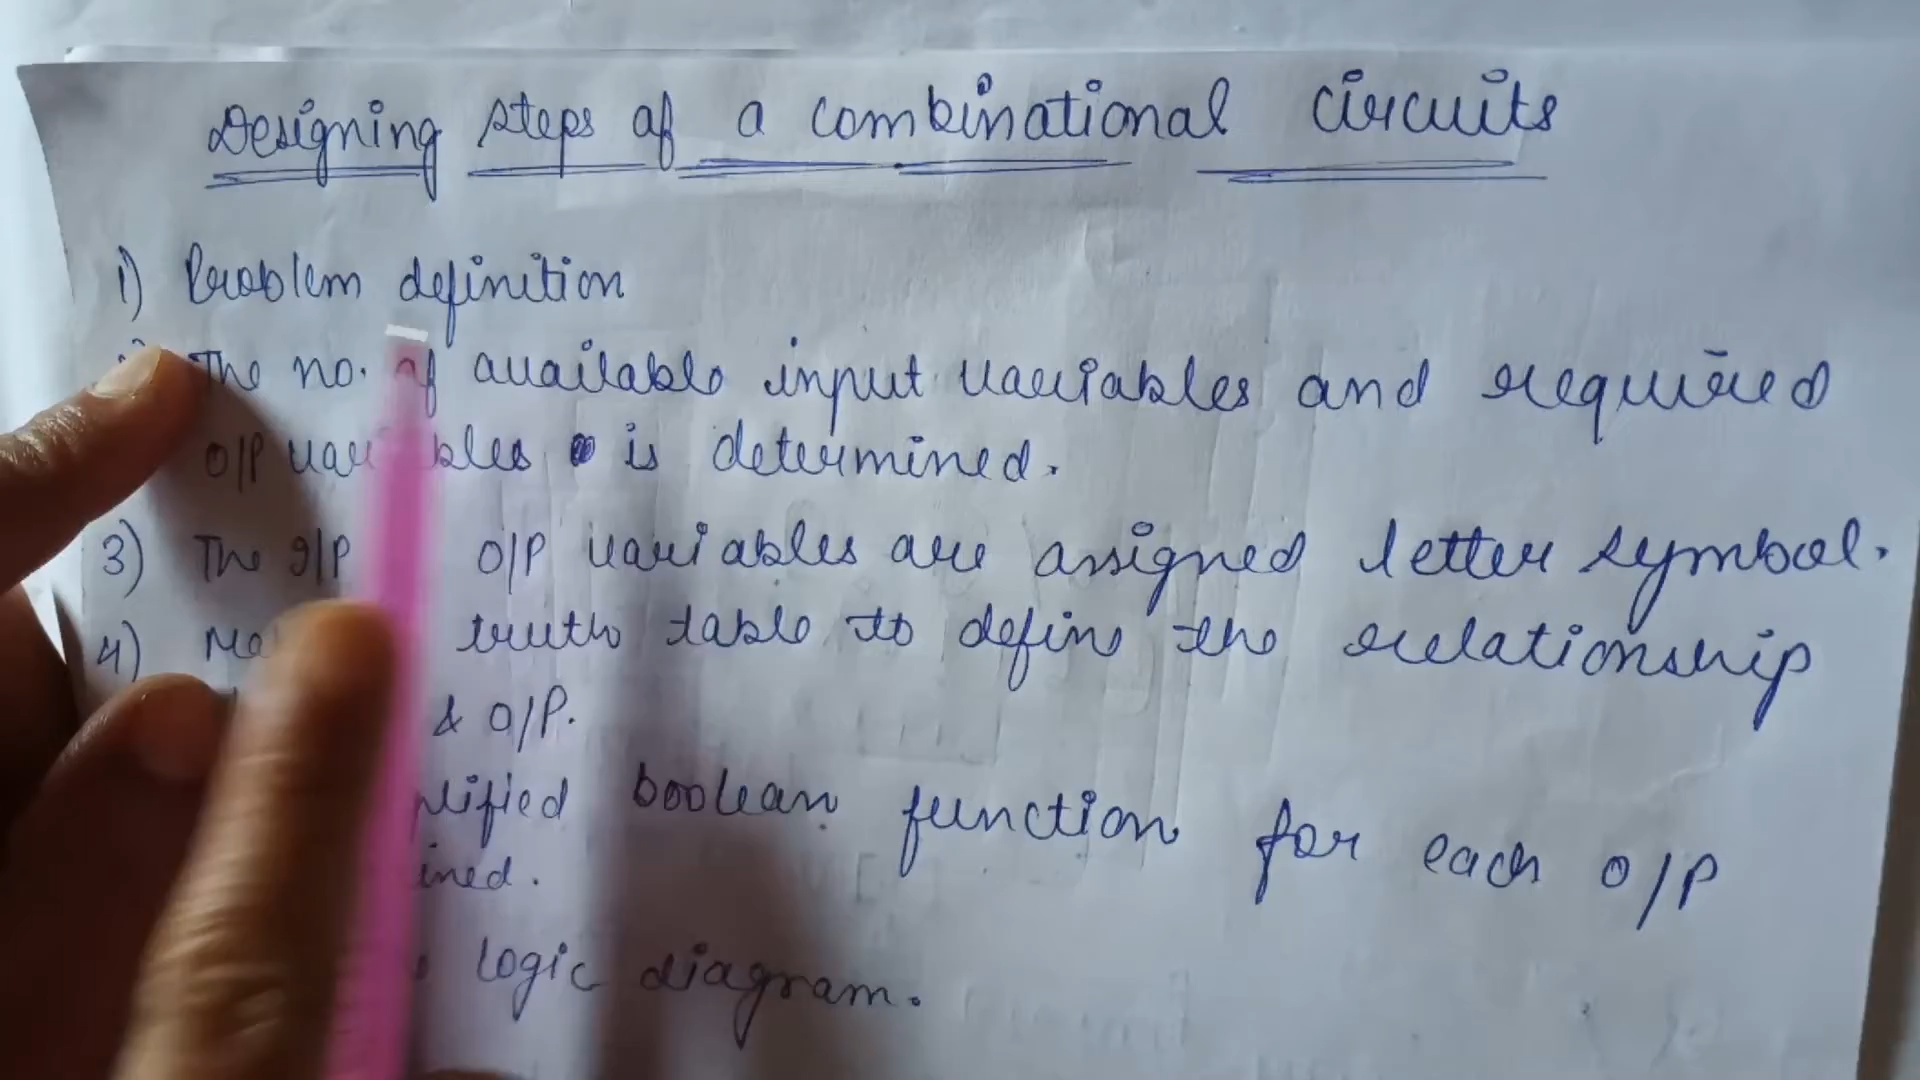 Designing steps of a combinational circuits
i) Problem definition
The no. of available input variables and required
O/P variables is determined.
3) The I/P O/P variables are assigned letter symbol.
4) truth table to define the relationship
& O/P.
boolean function for each O/P
logic diagram.